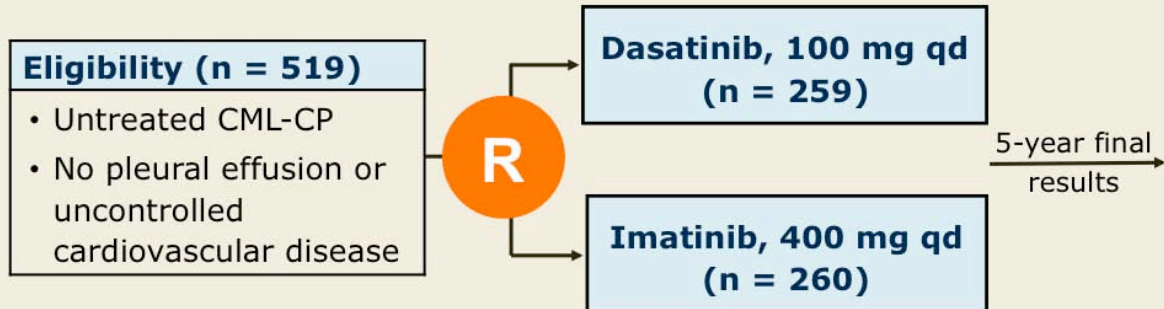 Eligibility (n = 519)
• Untreated CML-CP
• No pleural effusion or
uncontrolled
cardiovascular disease
R
Dasatinib, 100 mg qd
(n = 259)
Imatinib, 400 mg qd
(n = 260)
5-year final
results